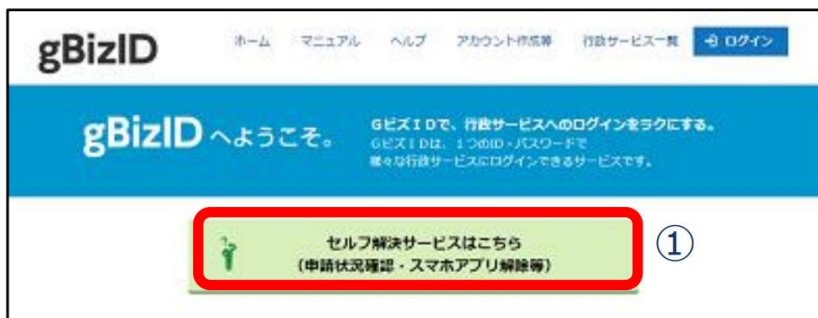 gBizID
ホーム マニュアル ヘルプ アカウント作成等 行政サービス一覧 ログイン
gBizID へようこそ。
GビズIDで、行政サービスへのログインをラクにする。
GビズIDは、1つのID・パスワードで
様々な行政サービスにログインできるサービスです。
セルフ解決サービスはこちら
(申請状況確認・スマホアプリ解除等)
①